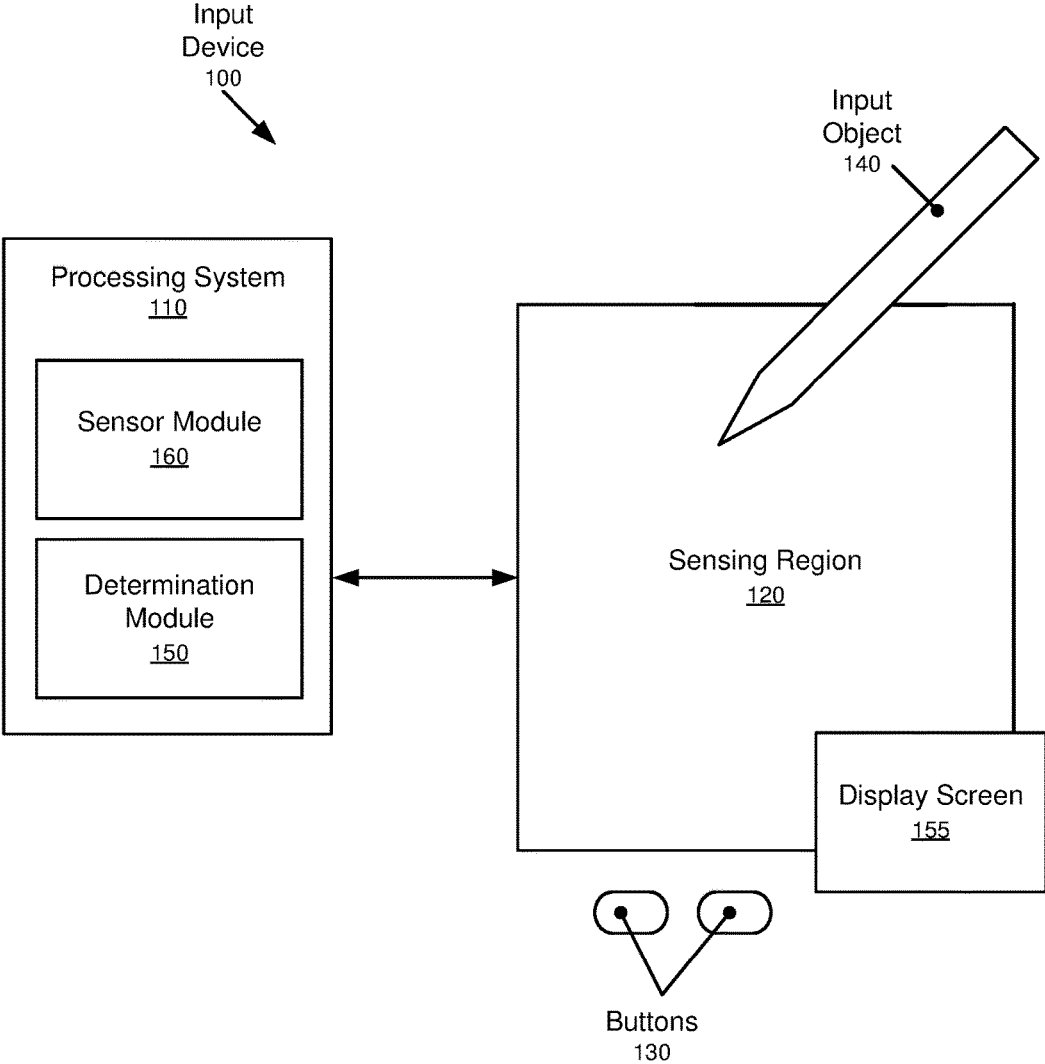 Input
Device
100
Input
Object
140
Processing System
110
Sensor Module
160
Determination
Module
150
Sensing Region
120
Display Screen
155
Buttons
130